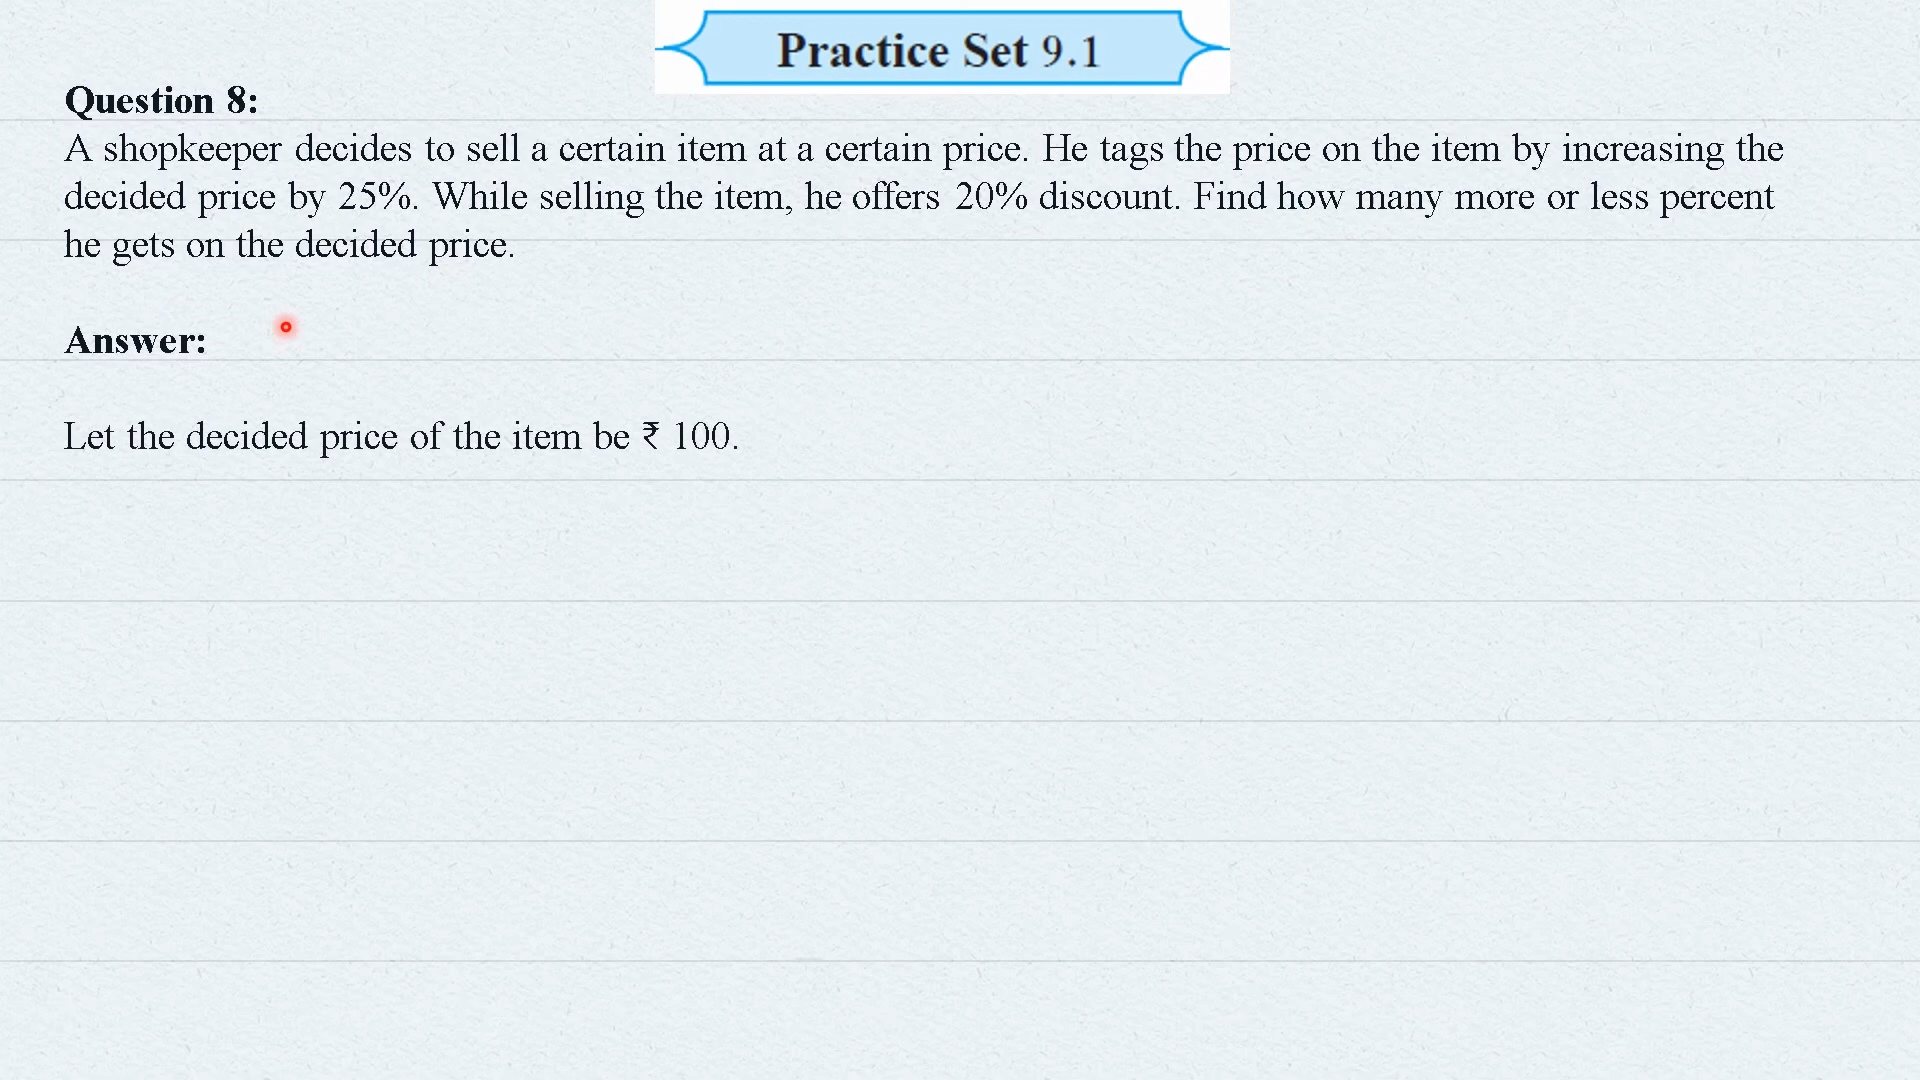 Practice Set 9.1
Question 8:
A shopkeeper decides to sell a certain item at a certain price. He tags the price on the item by increasing the
decided price by 25%. While selling the item, he offers 20% discount. Find how many more or less percent
he gets on the decided price.
Answer:
Let the decided price of the item be ₹ 100.